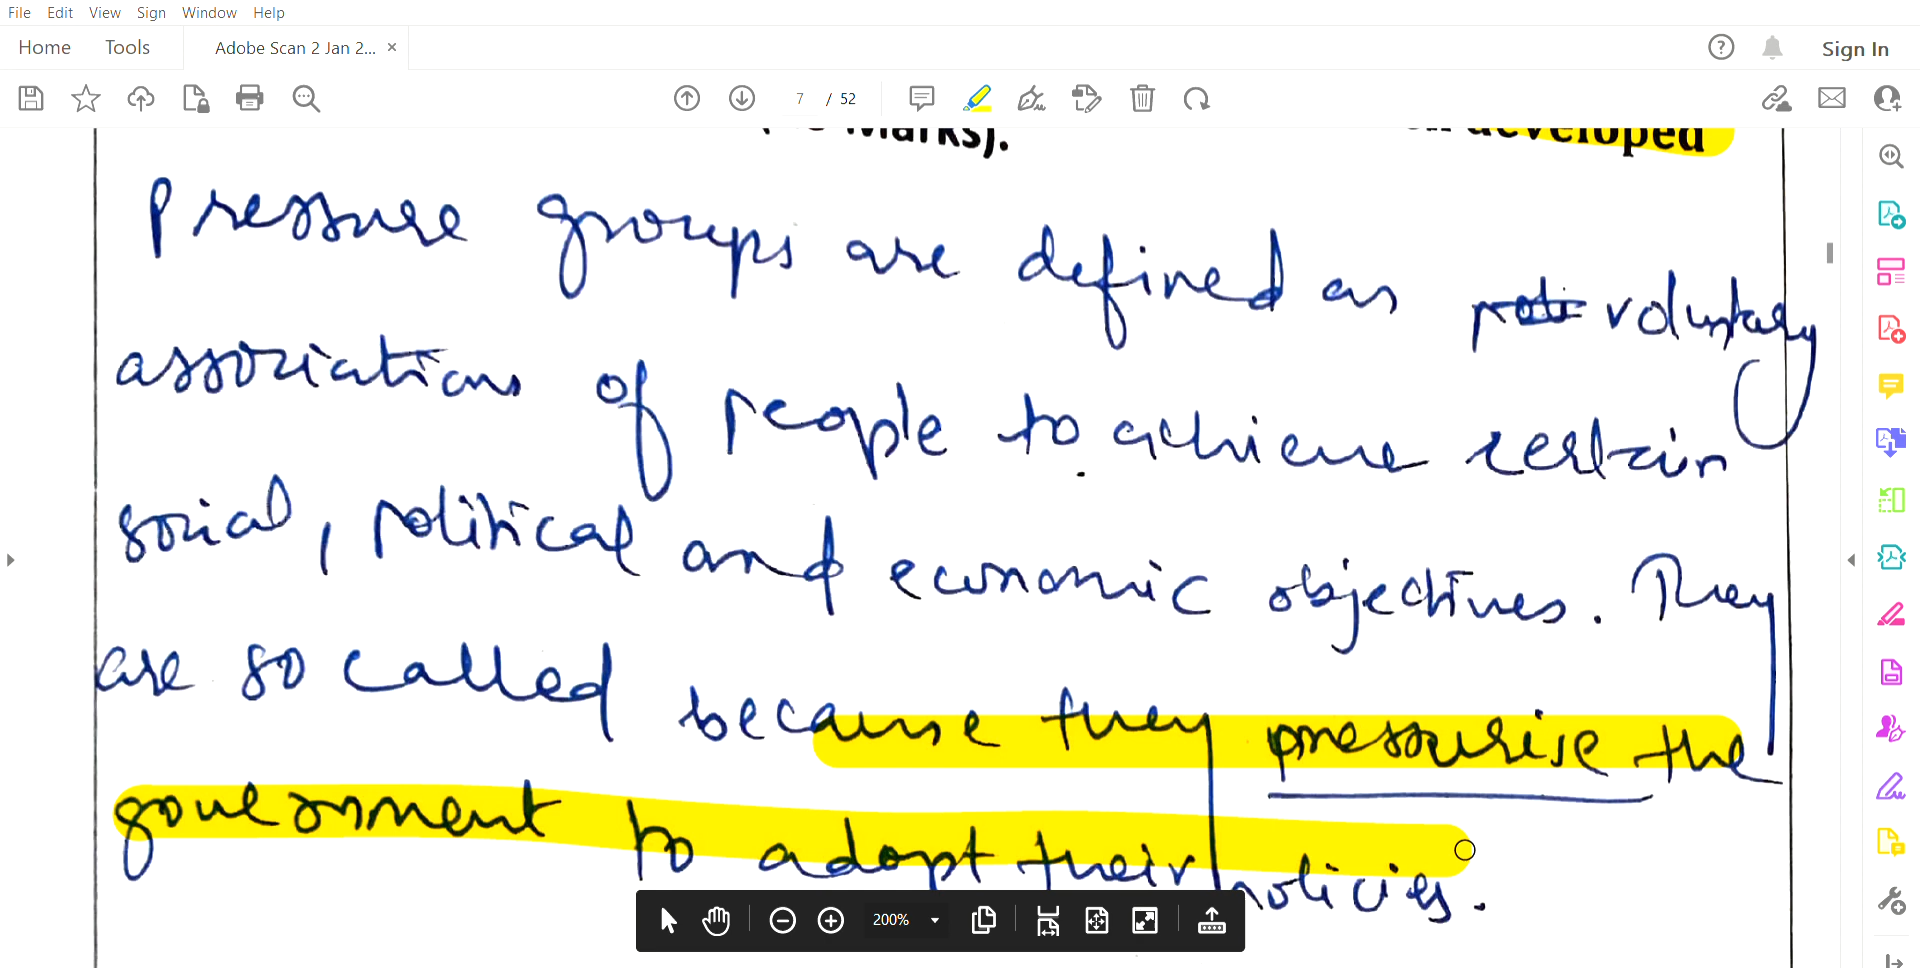 File Edit View Sign Window Help
Home Tools Adobe Scan 2 Jan 2... × Sign In
7 / 52
Marks). developed
Pressure groups are defined as voluntary
associations of people to achieve certain
social, political and economic objectives. They
are so called because they pressurise the
government to adopt their policies.
200%